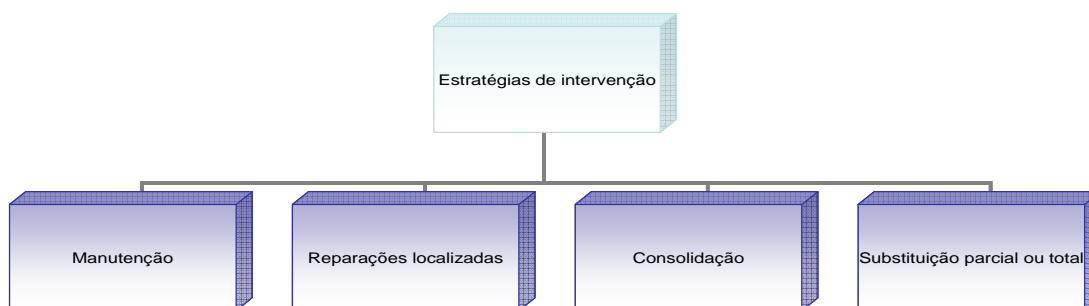 Estratégias de intervenção
Manutenção
Reparações localizadas
Consolidação
Substituição parcial ou total